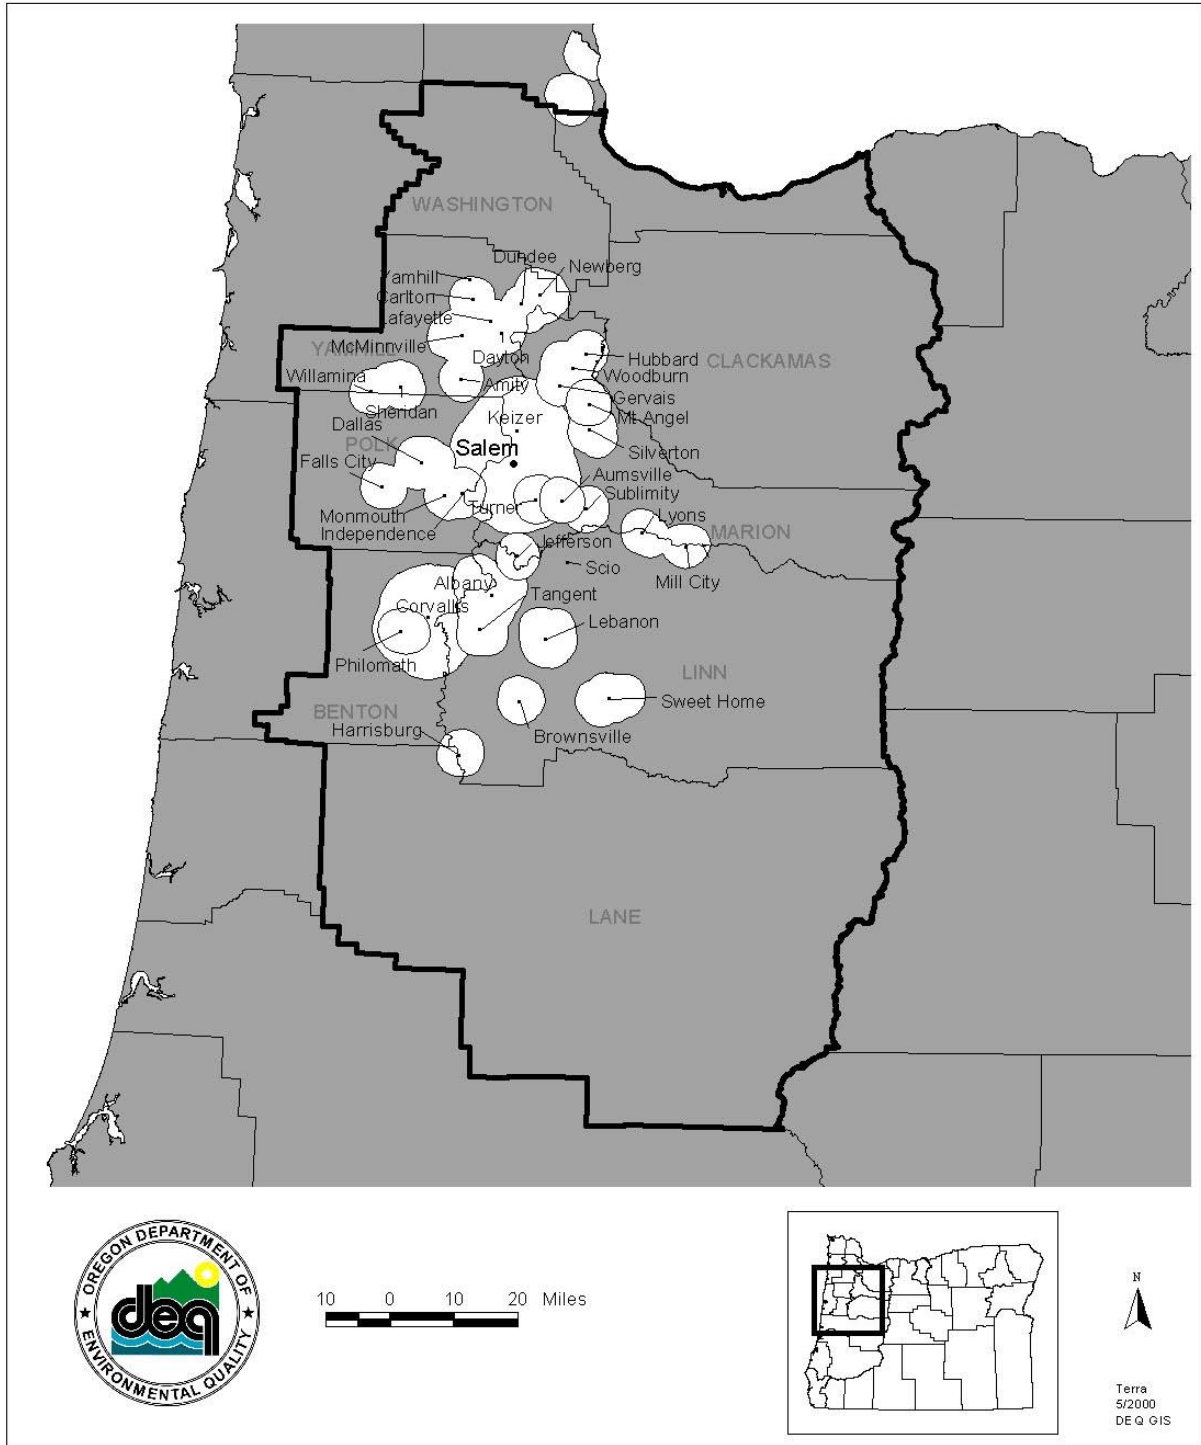 WASHINGTON
Dundee
Newberg
Yamhill
Carlton
Lafayette
McMinnville
YAMHILL
Dayton
Hubbard
CLACKAMAS
Woodburn
Willamina
Amity
Gervais
Sheridan
Keizer
Mt Angel
Dallas
POLK
Salem
Silverton
Falls City
Aumsville
Sublimity
Turner
Lyons
Monmouth
Independence
MARION
Jefferson
Scio
Mill City
Albany
Tangent
Corvallis
Lebanon
Philomath
LINN
Sweet Home
BENTON
Harrisburg
Brownsville
LANE
OREGON DEPARTMENT OF
ENVIRONMENTAL QUALITY
deq
10 0 10 20 Miles
N
Terra
5/2000
DEQ GIS